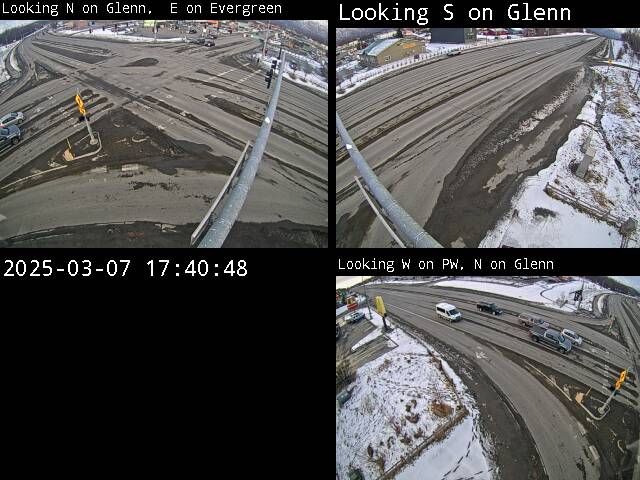 Looking N on Glenn,  E on Evergreen
Looking S on Glenn
2025-03-07 17:40:48
Looking W on PW, N on Glenn